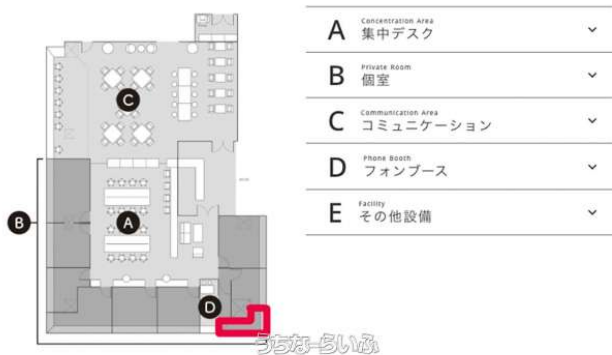 C
B
A
D
A
Concentration Area
集中デスク
B
Private Room
個室
C
Communication Area
コミュニケーション
D
Phone Booth
フォンブース
E
Facility
その他設備
うちなーらいふ